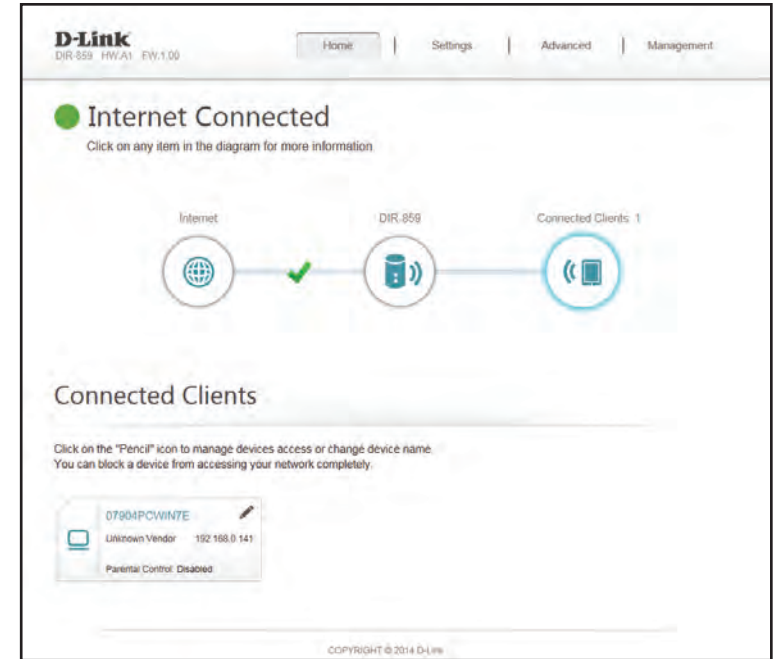 D-Link
DIR-859 HW:A1 FW:1.00
Home | Settings | Advanced | Management
Internet Connected
Click on any item in the diagram for more information
Internet
DIR-859
Connected Clients: 1
Connected Clients
Click on the "Pencil" icon to manage devices access or change device name.
You can block a device from accessing your network completely.
07904PCWIN7E
Unknown Vendor 192.168.0.141
Parental Control: Disabled
COPYRIGHT © 2014 D-Link